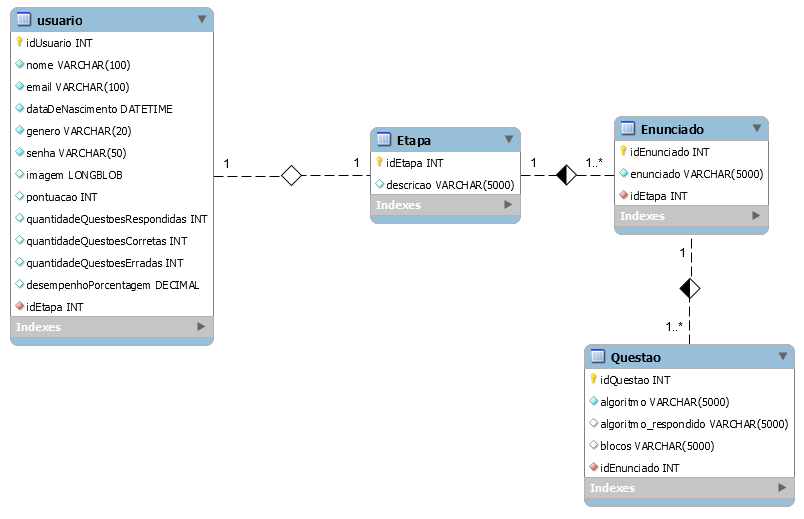 usuario
idUsuario INT
nome VARCHAR(100)
email VARCHAR(100)
dataDeNascimento DATETIME
genero VARCHAR(20)
senha VARCHAR(50)
imagem LONGBLOB
pontuacao INT
quantidadeQuestoesRespondidas INT
quantidadeQuestoesCorretas INT
quantidadeQuestoesErradas INT
desempenhoPorcentagem DECIMAL
idEtapa INT
Indexes
1
1
Etapa
idEtapa INT
descricao VARCHAR(5000)
Indexes
1
1..*
Enunciado
idEnunciado INT
enunciado VARCHAR(5000)
idEtapa INT
Indexes
1
1..*
Questao
idQuestao INT
algoritmo VARCHAR(5000)
algoritmo_respondido VARCHAR(5000)
blocos VARCHAR(5000)
idEnunciado INT
Indexes